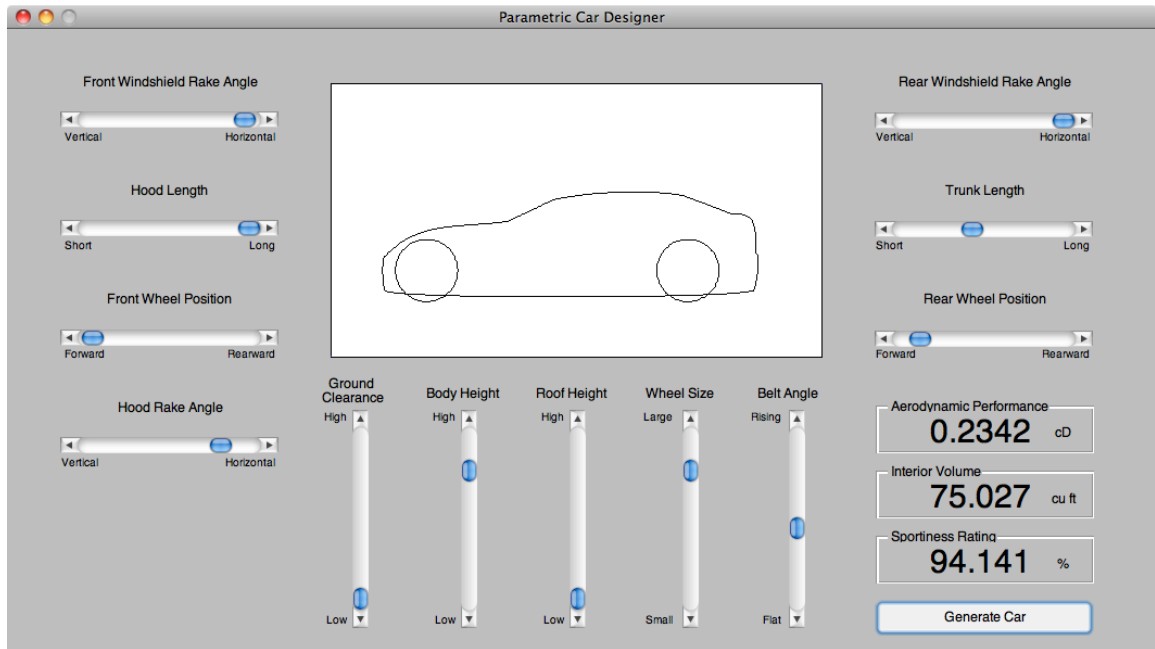 Parametric Car Designer
Front Windshield Rake Angle
Vertical Horizontal
Hood Length
Short Long
Front Wheel Position
Forward Rearward
Hood Rake Angle
Vertical Horizontal
Ground
Clearance
High
Low
Body Height
High
Low
Roof Height
High
Low
Wheel Size
Large
Small
Belt Angle
Rising
Flat
Rear Windshield Rake Angle
Vertical Horizontal
Trunk Length
Short Long
Rear Wheel Position
Forward Rearward
Aerodynamic Performance
0.2342 cD
Interior Volume
75.027 cu ft
Sportiness Rating
94.141 %
Generate Car